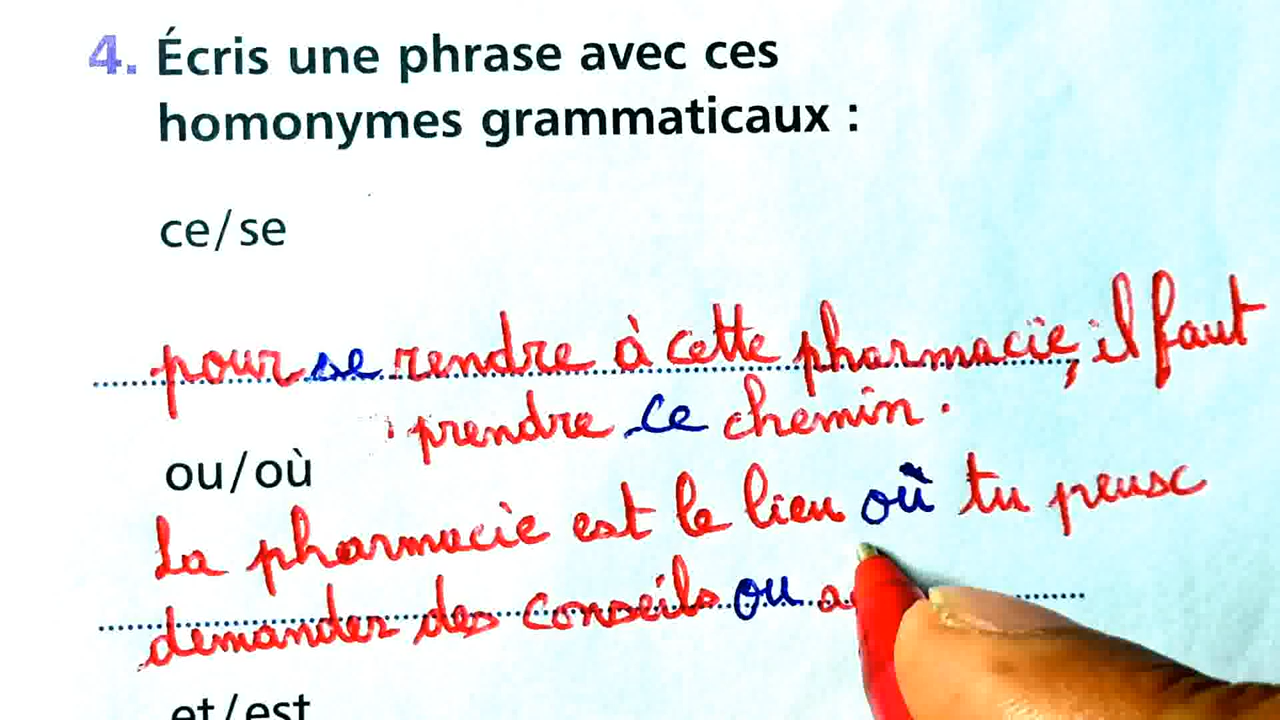 4. Écris une phrase avec ces
homonymes grammaticaux :
ce/se
pour se rendre à cette pharmacie, il faut
prendre ce chemin.
ou/où
La pharmacie est le lieu où tu peux
demander des conseils ou
et/est